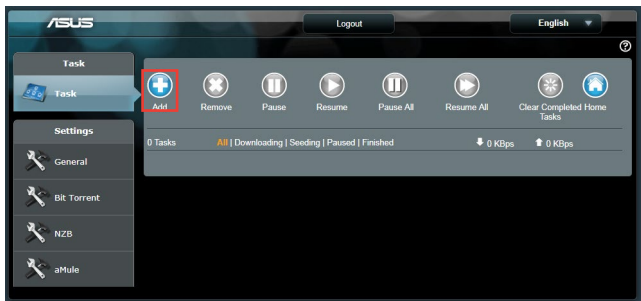 ASUS
Logout
English
?
Task
Task
Add
Remove
Pause
Resume
Pause All
Resume All
Clear Completed Tasks
Home
0 Tasks
All | Downloading | Seeding | Paused | Finished
0 KBps
0 KBps
Settings
General
Bit Torrent
NZB
aMule